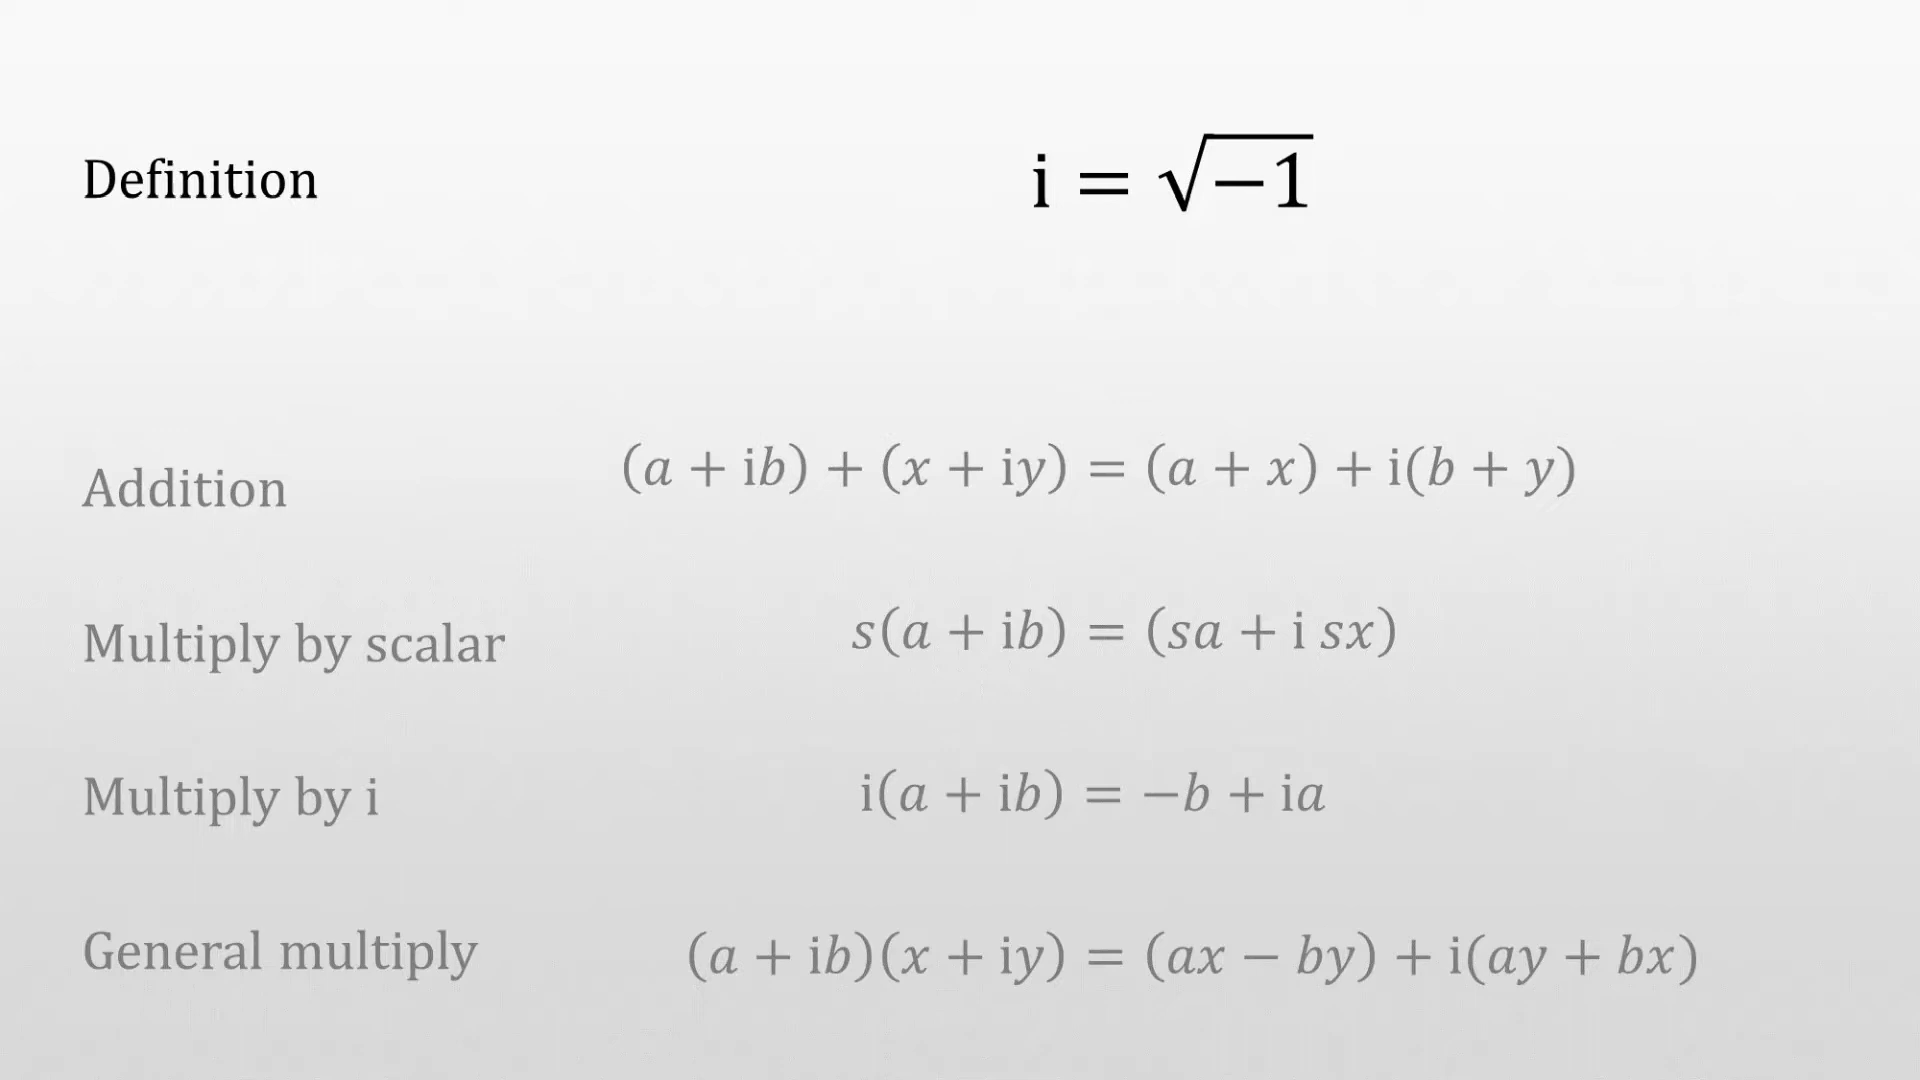 Definition i = √−1
Addition (a + ib) + (x + iy) = (a + x) + i(b + y)
Multiply by scalar s(a + ib) = (sa + i sx)
Multiply by i i(a + ib) = −b + ia
General multiply (a + ib)(x + iy) = (ax − by) + i(ay + bx)